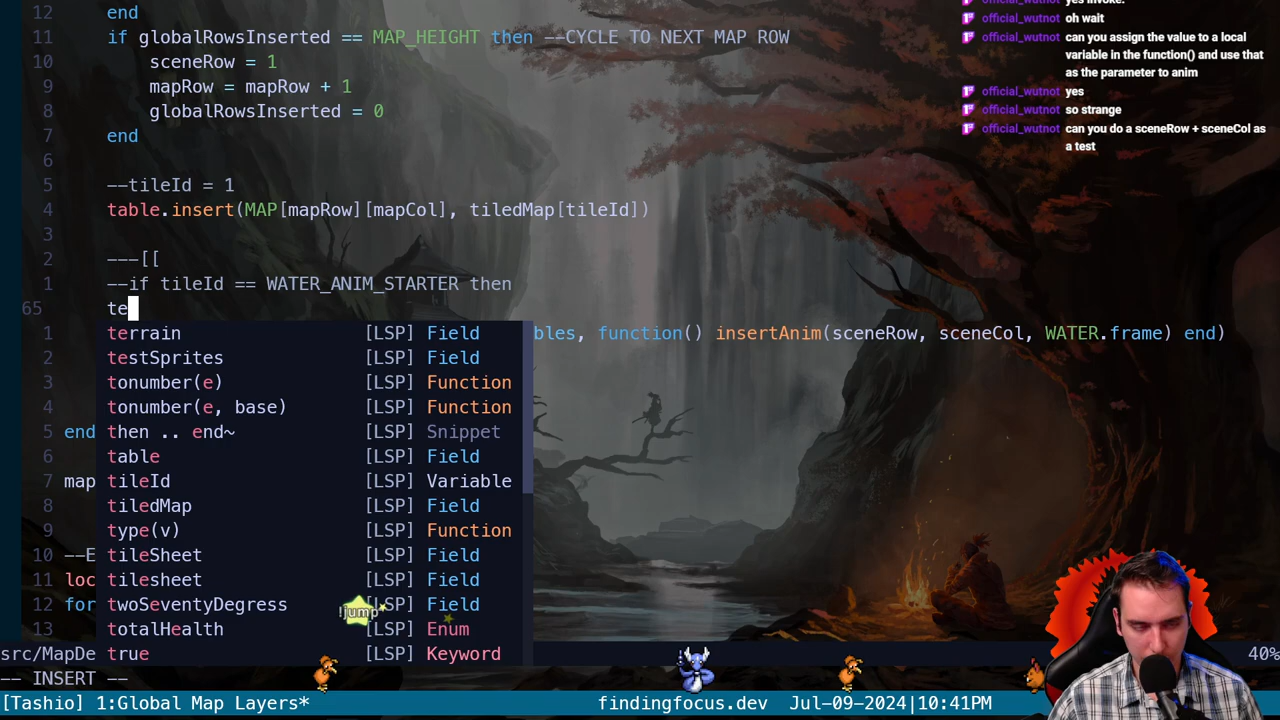 12 end
11 if globalRowsInserted == MAP_HEIGHT then --CYCLE TO NEXT MAP ROW
10 sceneRow = 1
9 mapRow = mapRow + 1
8 globalRowsInserted = 0
7 end
6
5 --tileId = 1
4 table.insert(MAP[mapRow][mapCol], tiledMap[tileId])
3
2 ---[[
1 --if tileId == WATER_ANIM_STARTER then
65 te
1 terrain [LSP] Field bles, function() insertAnim(sceneRow, sceneCol, WATER.frame) end)
2 testSprites [LSP] Field
3 tonumber(e) [LSP] Function
4 tonumber(e, base) [LSP] Function
5 end then .. end~ [LSP] Snippet
6 table [LSP] Field
7 map tileId [LSP] Variable
8 tiledMap [LSP] Field
9 type(v) [LSP] Function
10 --E tileSheet [LSP] Field
11 loc tilesheet [LSP] Field
12 for twoSeventyDegress [LSP] Field
13 totalHealth [LSP] Enum
true [LSP] Keyword
!jump
src/MapDe 40%
-- INSERT --
[Tashio] 1:Global Map Layers* findingfocus.dev Jul-09-2024|10:41PM
official_wutnot oh wait
official_wutnot can you assign the value to a local
variable in the function() and use that
as the parameter to anim
official_wutnot yes
official_wutnot so strange
official_wutnot can you do a sceneRow + sceneCol as
a test